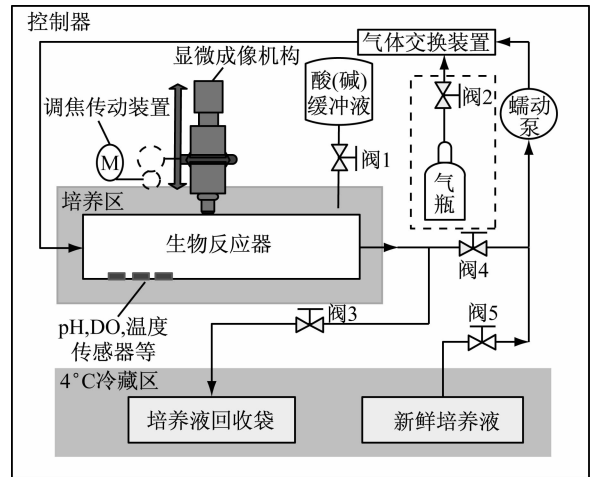 控制器
显微成像机构
气体交换装置
酸(碱)
缓冲液
调焦传动装置
阀2
蠕动
泵
M
阀1
气
瓶
培养区
生物反应器
阀4
pH,DO,温度
传感器等
阀3
阀5
4°C冷藏区
培养液回收袋
新鲜培养液